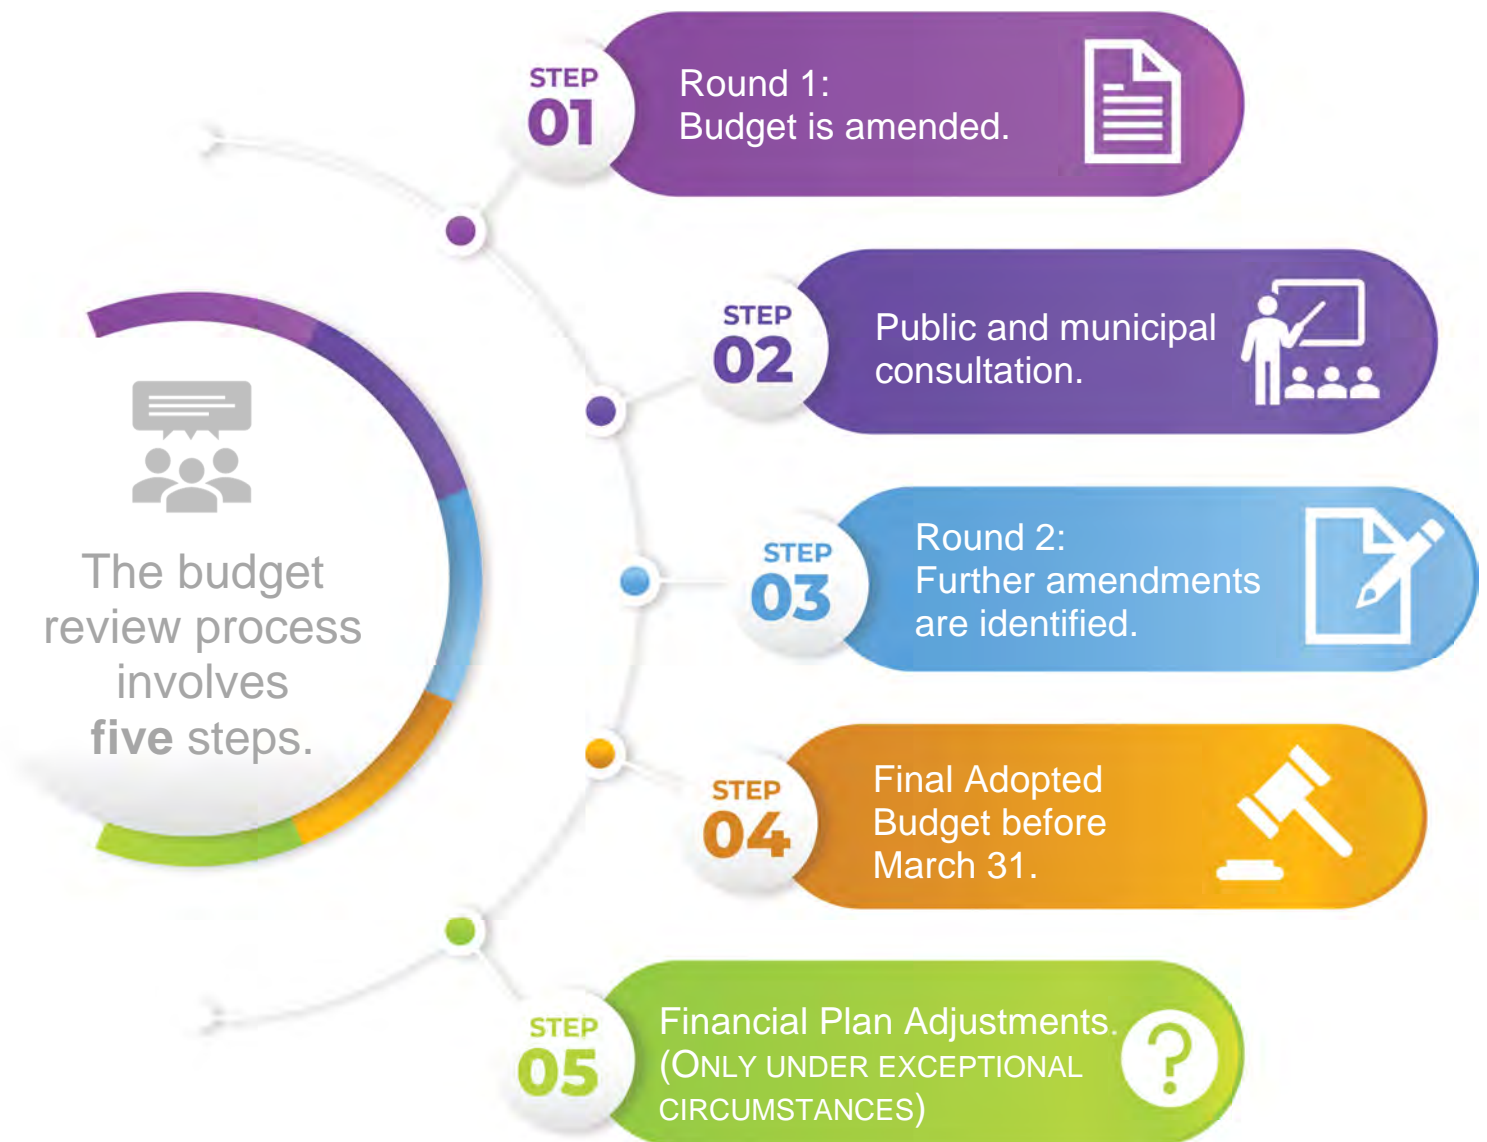 The budget
review process
involves
five steps.
STEP
01
Round 1:
Budget is amended.
STEP
02
Public and municipal
consultation.
STEP
03
Round 2:
Further amendments
are identified.
STEP
04
Final Adopted
Budget before
March 31.
STEP
05
Financial Plan Adjustments.
(ONLY UNDER EXCEPTIONAL
CIRCUMSTANCES)